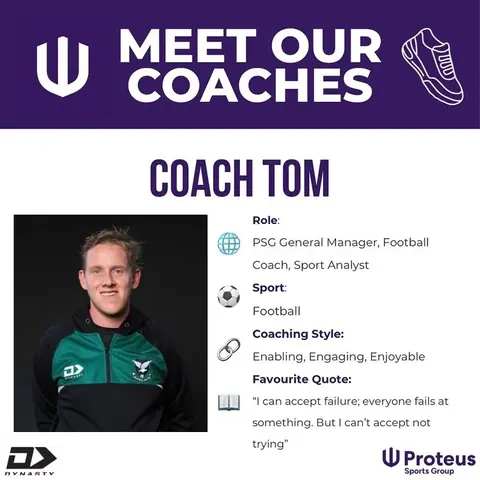 MEET OUR
COACHES
COACH TOM
Role:
PSG General Manager, Football
Coach, Sport Analyst
Sport:
Football
Coaching Style:
Enabling, Engaging, Enjoyable
Favourite Quote:
“I can accept failure; everyone fails at
something. But I can’t accept not
trying”
DYNASTY
DYNASTY
Proteus
Sports Group